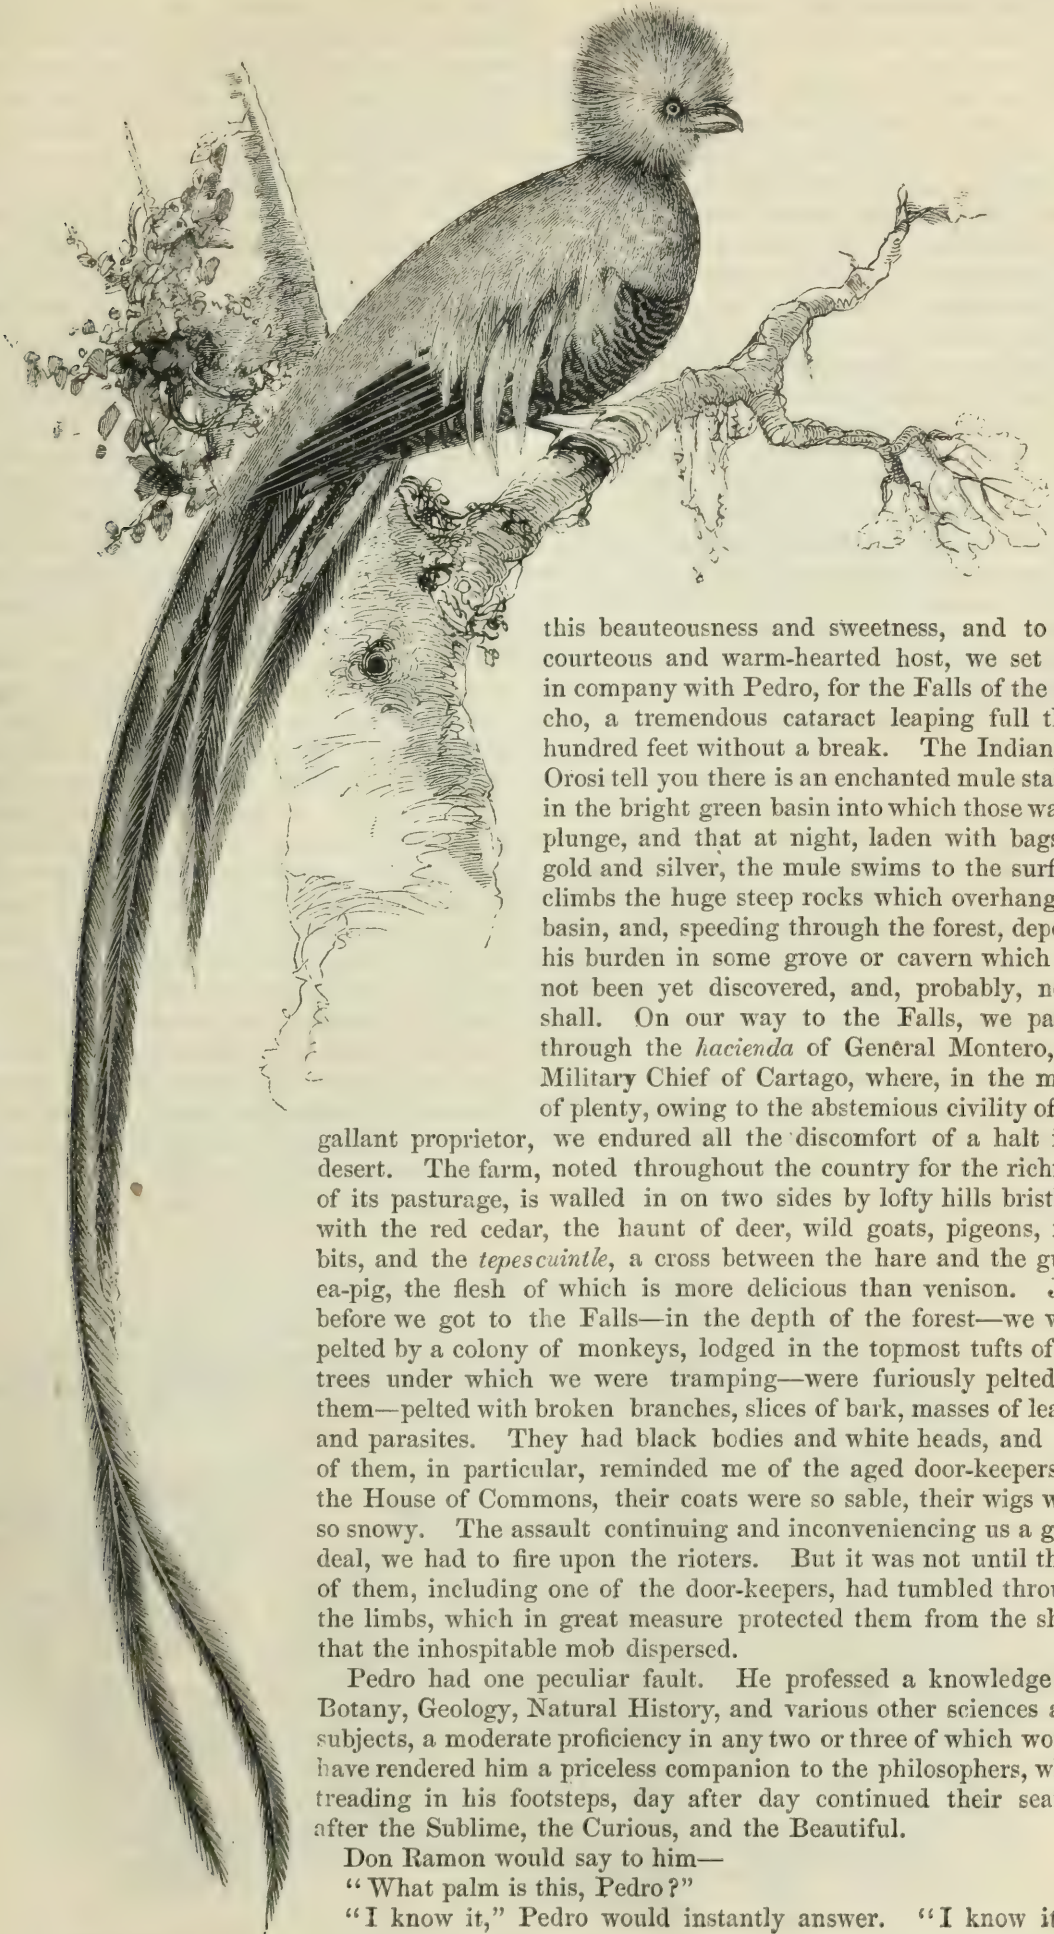 this beauteousness and sweetness, and to
courteous and warm-hearted host, we set
in company with Pedro, for the Falls of the
cho, a tremendous cataract leaping full th
hundred feet without a break. The Indian
Orosi tell you there is an enchanted mule sta
in the bright green basin into which those wa
plunge, and that at night, laden with bags
gold and silver, the mule swims to the surf
climbs the huge steep rocks which overhang
basin, and, speeding through the forest, dep
his burden in some grove or cavern which
not been yet discovered, and, probably, n
shall. On our way to the Falls, we pa
through the hacienda of General Montero,
Military Chief of Cartago, where, in the m
of plenty, owing to the abstemious civility of
gallant proprietor, we endured all the discomfort of a halt i
desert. The farm, noted throughout the country for the rich
of its pasturage, is walled in on two sides by lofty hills brist
with the red cedar, the haunt of deer, wild goats, pigeons,
bits, and the tepescuintle, a cross between the hare and the g
ea-pig, the flesh of which is more delicious than venison.
before we got to the Falls—in the depth of the forest—we w
pelted by a colony of monkeys, lodged in the topmost tufts of
trees under which we were tramping—were furiously pelted
them—pelted with broken branches, slices of bark, masses of lea
and parasites. They had black bodies and white heads, and
of them, in particular, reminded me of the aged door-keepers
the House of Commons, their coats were so sable, their wigs w
so snowy. The assault continuing and inconveniencing us a g
deal, we had to fire upon the rioters. But it was not until th
of them, including one of the door-keepers, had tumbled throu
the limbs, which in great measure protected them from the sh
that the inhospitable mob dispersed.
Pedro had one peculiar fault. He professed a knowledge
Botany, Geology, Natural History, and various other sciences a
subjects, a moderate proficiency in any two or three of which wo
have rendered him a priceless companion to the philosophers, w
treading in his footsteps, day after day continued their sea
after the Sublime, the Curious, and the Beautiful.
Don Ramon would say to him—
“What palm is this, Pedro?”
“I know it,” Pedro would instantly answer. “I know it